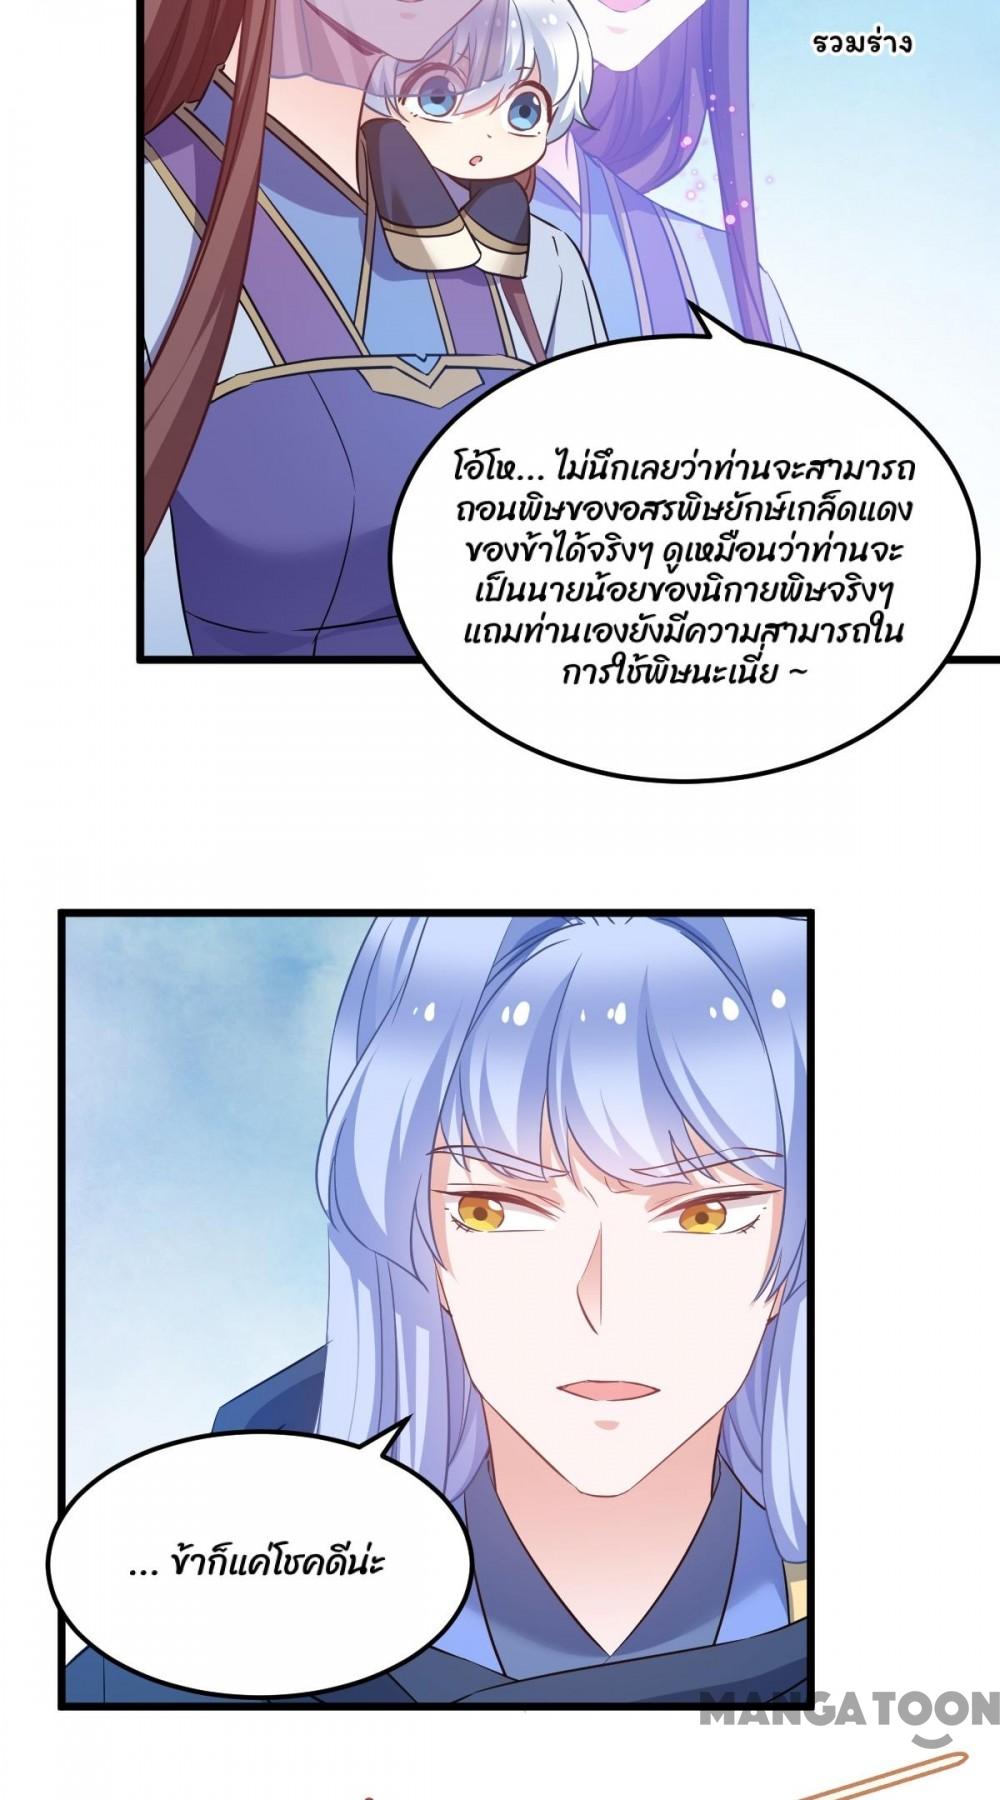 รวมร่าง
โอ้โห... ไม่นึกเลยว่าท่านจะสามารถ
ถอนพิษของอสรพิษยักษ์เกล็ดแดง
ของข้าได้จริงๆ ดูเหมือนว่าท่านจะ
เป็นนายน้อยของนิกายพิษจริงๆ
แถมท่านเองยังมีความสามารถใน
การใช้พิษนะเนี่ย ~
... ข้าก็แค่โชคดีน่ะ
MANGATOON